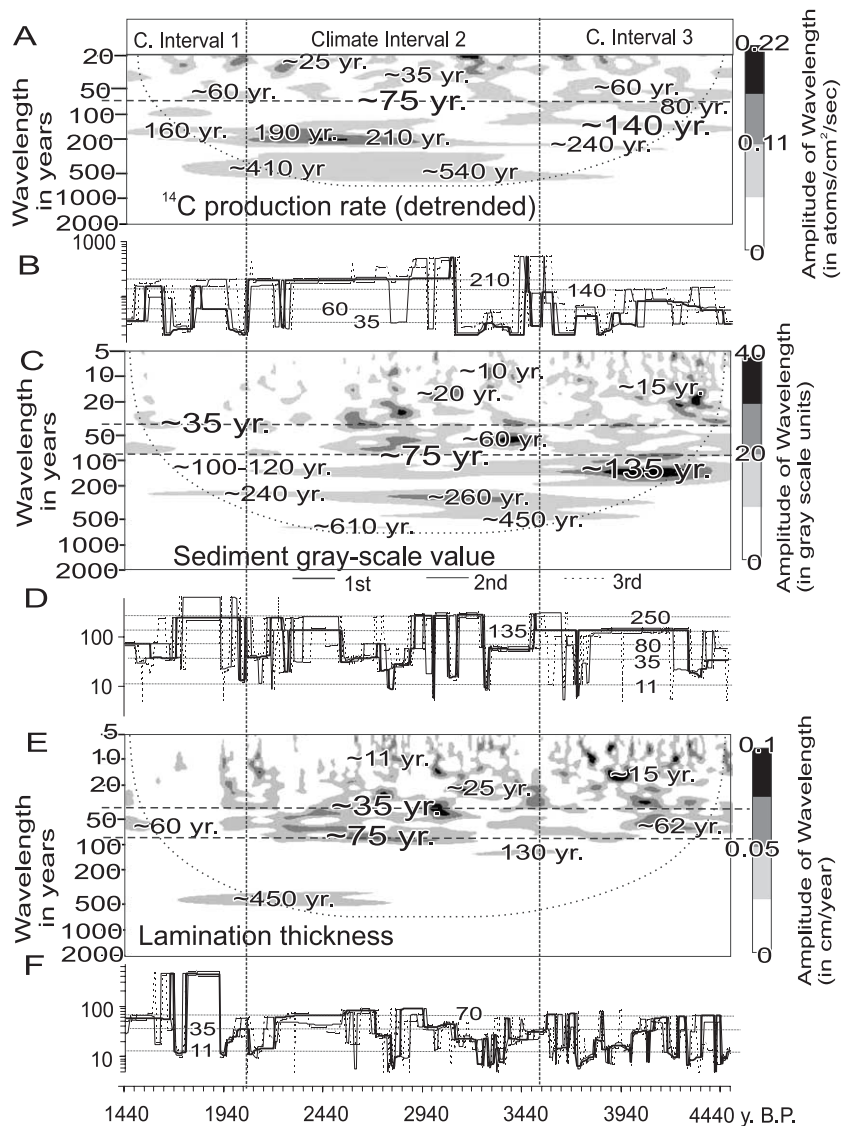 A
C. Interval 1 Climate Interval 2 C. Interval 3
Wavelength
in years
20
50
100
200
500
1000
2000
~25 yr.
~35 yr.
~60 yr.
~60 yr.
~75 yr.
80 yr.
160 yr. 190 yr. 210 yr.
~140 yr.
~240 yr.
~410 yr
~540 yr.
¹⁴C production rate (detrended)
0.22
0.11
0
Amplitude of Wavelength
(in atoms/cm²/sec)
B
1000
100
10
210
140
60
35
C
Wavelength
in years
5
10
20
50
100
200
500
1000
2000
~10 yr.
~20 yr.
~15 yr.
~35 yr.
~60 yr.
~75 yr.
~100-120 yr.
~135 yr.
~240 yr.
~260 yr.
~450 yr.
~610 yr.
Sediment gray-scale value
40
20
0
Amplitude of Wavelength
(in gray scale units)
1st 2nd 3rd
D
100
10
250
135
80
35
11
E
Wavelength
in years
5
10
20
50
100
200
500
1000
2000
~11 yr.
~15 yr.
~25 yr.
~35 yr.
~60 yr.
~62 yr.
~75 yr.
130 yr.
~450 yr.
Lamination thickness
0.1
0.05
0
Amplitude of Wavelength
(in cm/year)
F
100
10
70
35
11
1440 1940 2440 2940 3440 3940 4440 y. B.P.